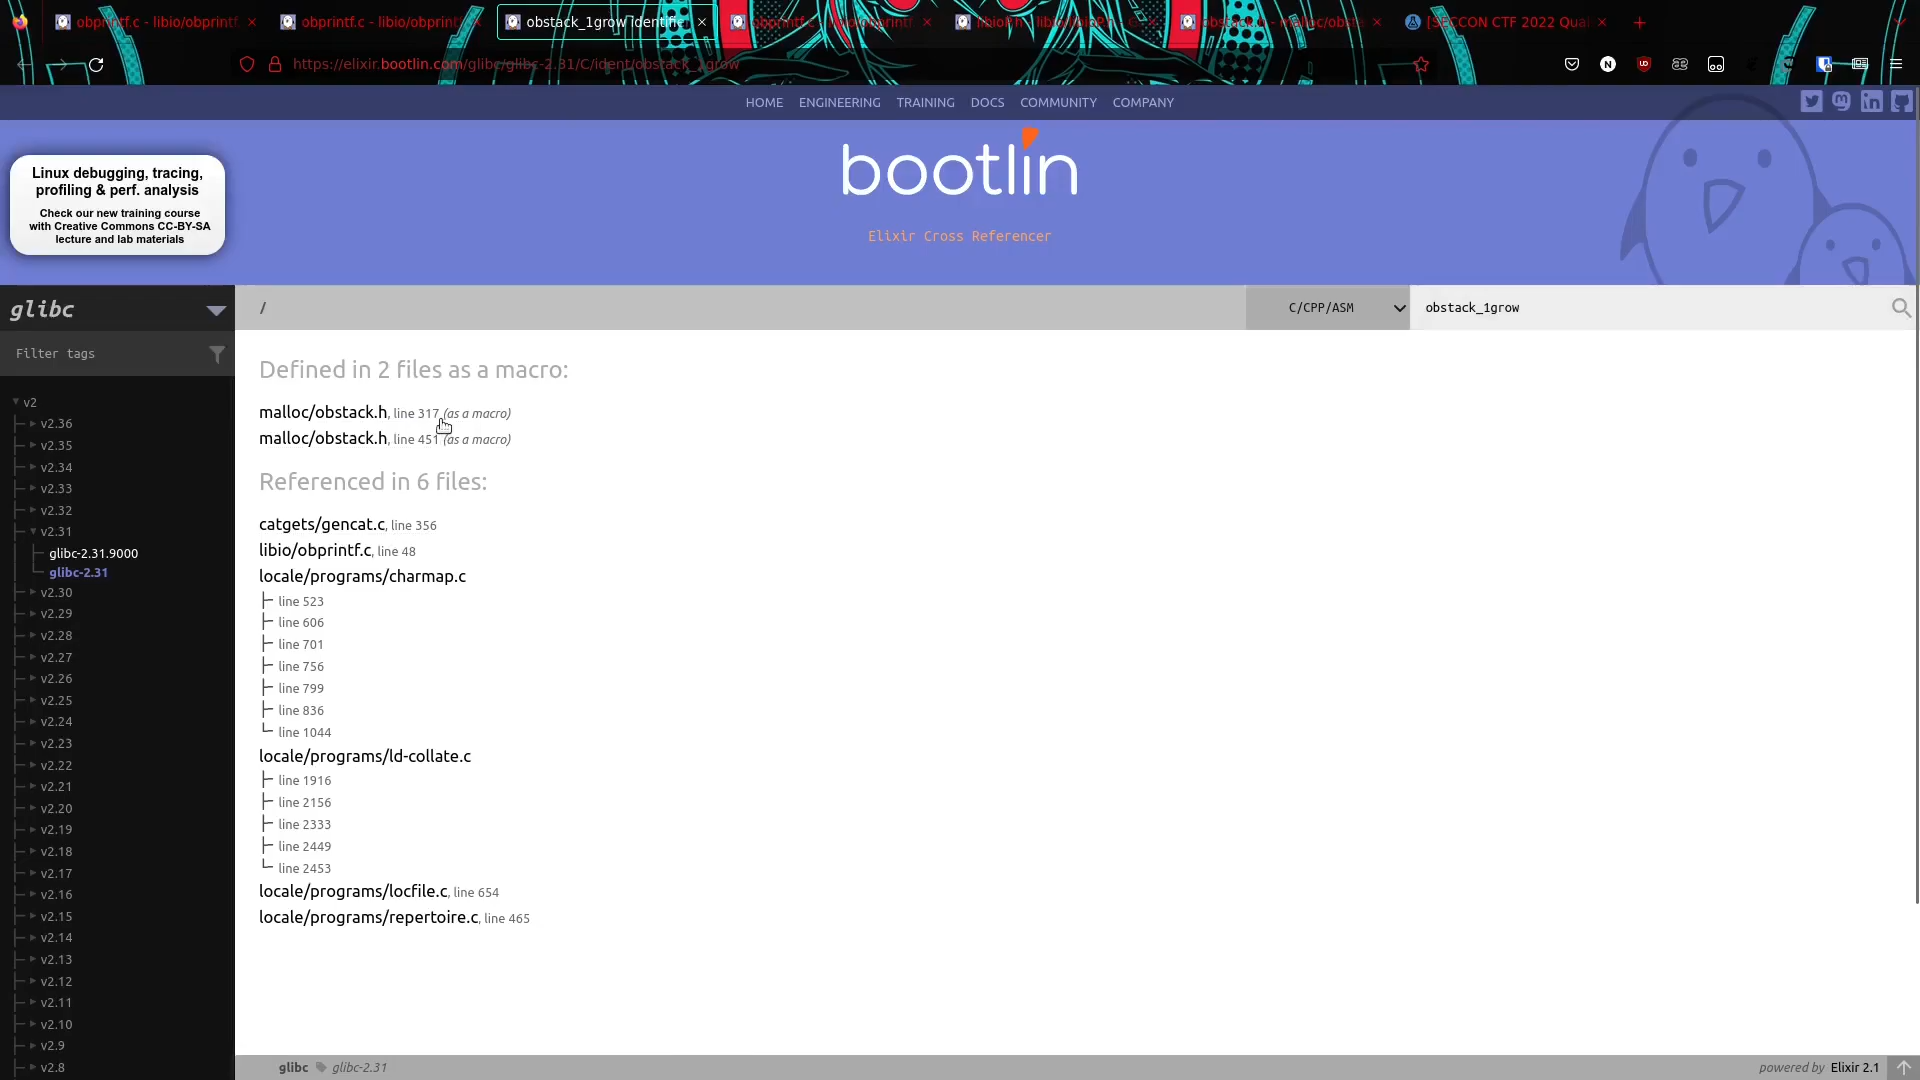 obprintf.c - libio/obprintf. obprintf.c - libio/obprint obstack_1grow identifie obprintf.c - libio/obprintf libioP.h - libio/libioP.h - G obstack.h - malloc/obsta [SECCON CTF 2022 Qual
https://elixir.bootlin.com/glibc/glibc-2.31/C/ident/obstack_1grow
HOME ENGINEERING TRAINING DOCS COMMUNITY COMPANY
Linux debugging, tracing,
profiling & perf. analysis
Check our new training course
with Creative Commons CC-BY-SA
lecture and lab materials
bootlin
Elixir Cross Referencer
glibc
/
C/CPP/ASM
obstack_1grow
Filter tags
v2
v2.36
v2.35
v2.34
v2.33
v2.32
v2.31
glibc-2.31.9000
glibc-2.31
v2.30
v2.29
v2.28
v2.27
v2.26
v2.25
v2.24
v2.23
v2.22
v2.21
v2.20
v2.19
v2.18
v2.17
v2.16
v2.15
v2.14
v2.13
v2.12
v2.11
v2.10
v2.9
v2.8
Defined in 2 files as a macro:
malloc/obstack.h, line 317 (as a macro)
malloc/obstack.h, line 451 (as a macro)
Referenced in 6 files:
catgets/gencat.c, line 356
libio/obprintf.c, line 48
locale/programs/charmap.c
line 523
line 606
line 701
line 756
line 799
line 836
line 1044
locale/programs/ld-collate.c
line 1916
line 2156
line 2333
line 2449
line 2453
locale/programs/locfile.c, line 654
locale/programs/repertoire.c, line 465
glibc glibc-2.31
powered by Elixir 2.1